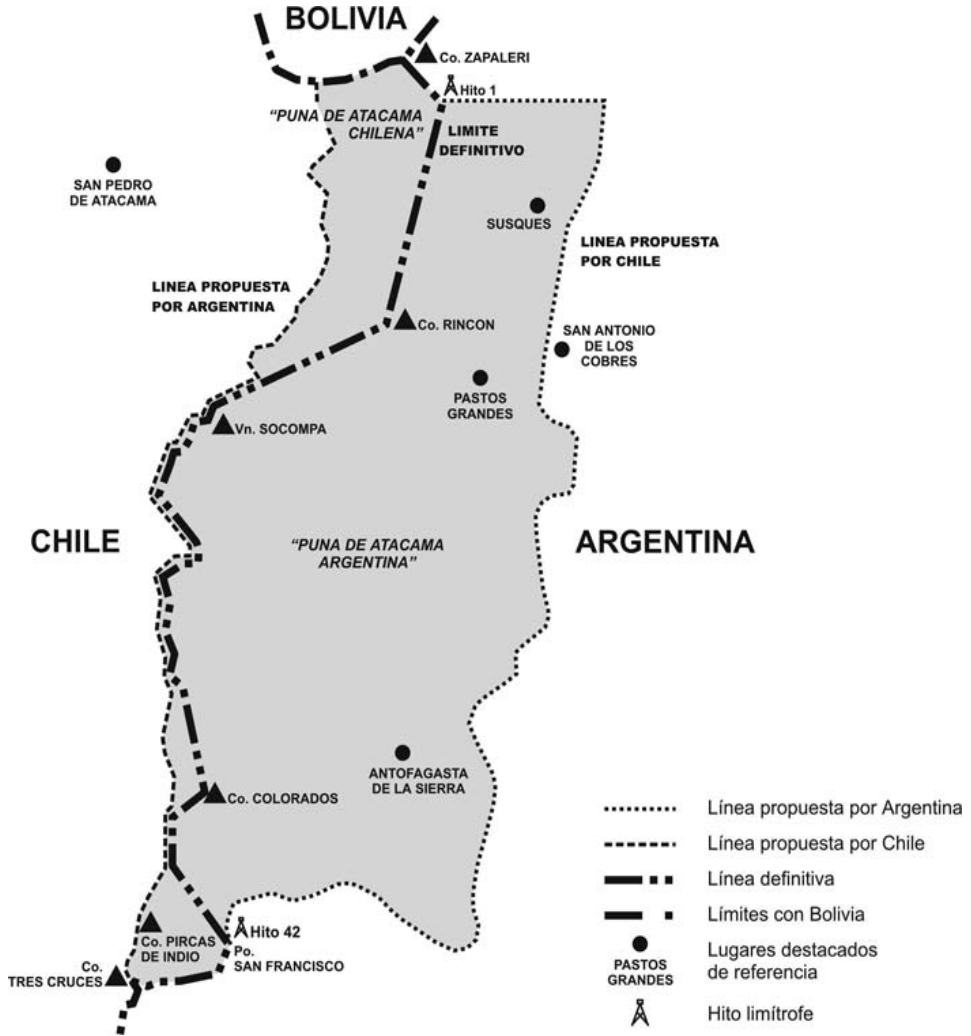 BOLIVIA
Co. ZAPALERI
Hito 1
“PUNA DE ATACAMA
CHILENA”
LIMITE
DEFINITIVO
SAN PEDRO
DE ATACAMA
SUSQUES
LINEA PROPUESTA
POR CHILE
LINEA PROPUESTA
POR ARGENTINA
Co. RINCON
SAN ANTONIO
DE LOS
COBRES
PASTOS
GRANDES
Vn. SOCOMPA
CHILE
“PUNA DE ATACAMA
ARGENTINA”
ARGENTINA
ANTOFAGASTA
DE LA SIERRA
Co. COLORADOS
Hito 42
Co. PIRCAS
DE INDIO
Po.
SAN FRANCISCO
Co.
TRES CRUCES
Línea propuesta por Argentina
Línea propuesta por Chile
Línea definitiva
Límites con Bolivia
PASTOS
GRANDES
Lugares destacados
de referencia
Hito limítrofe